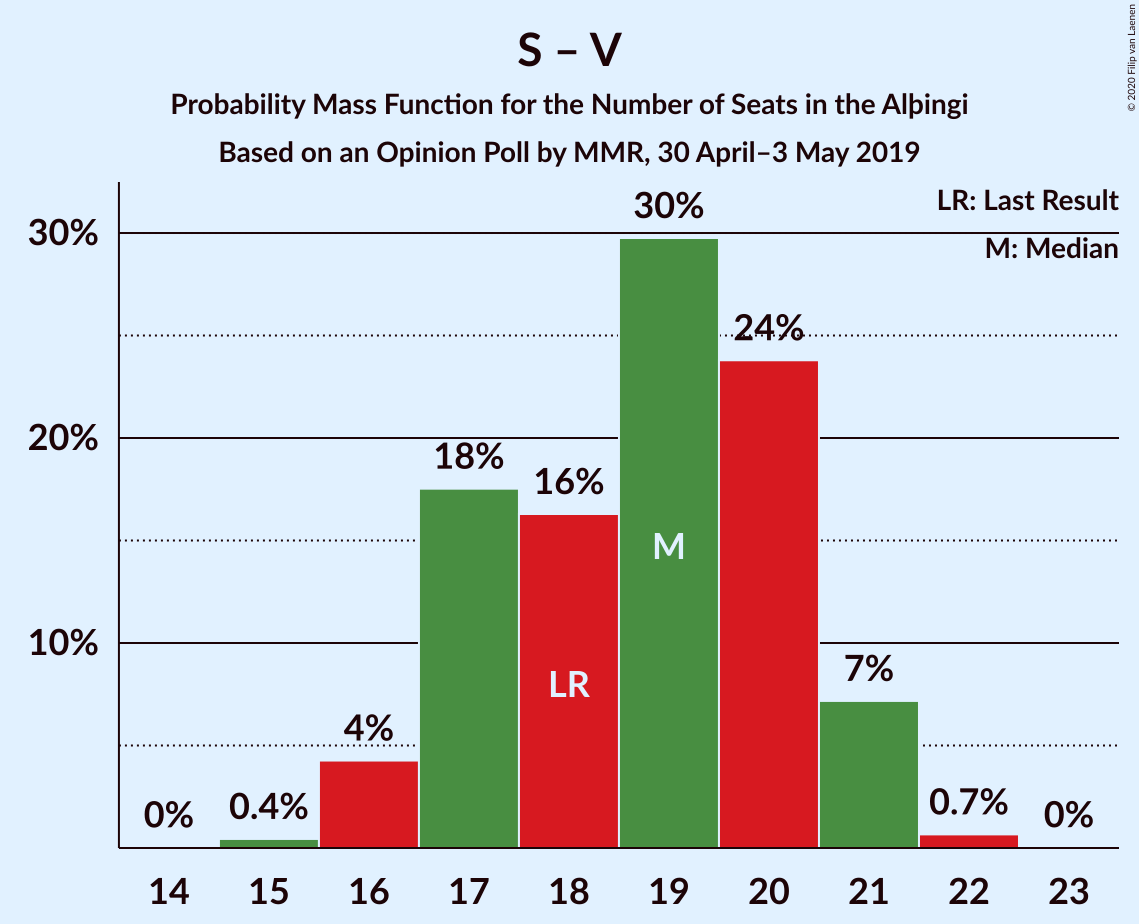 S – V
Probability Mass Function for the Number of Seats in the Alþingi
Based on an Opinion Poll by MMR, 30 April–3 May 2019
© 2020 Filip van Laenen
LR: Last Result
M: Median
30%
20%
10%
0%
0.4%
4%
18%
16%
30%
24%
7%
0.7%
0%
LR
M
14 15 16 17 18 19 20 21 22 23